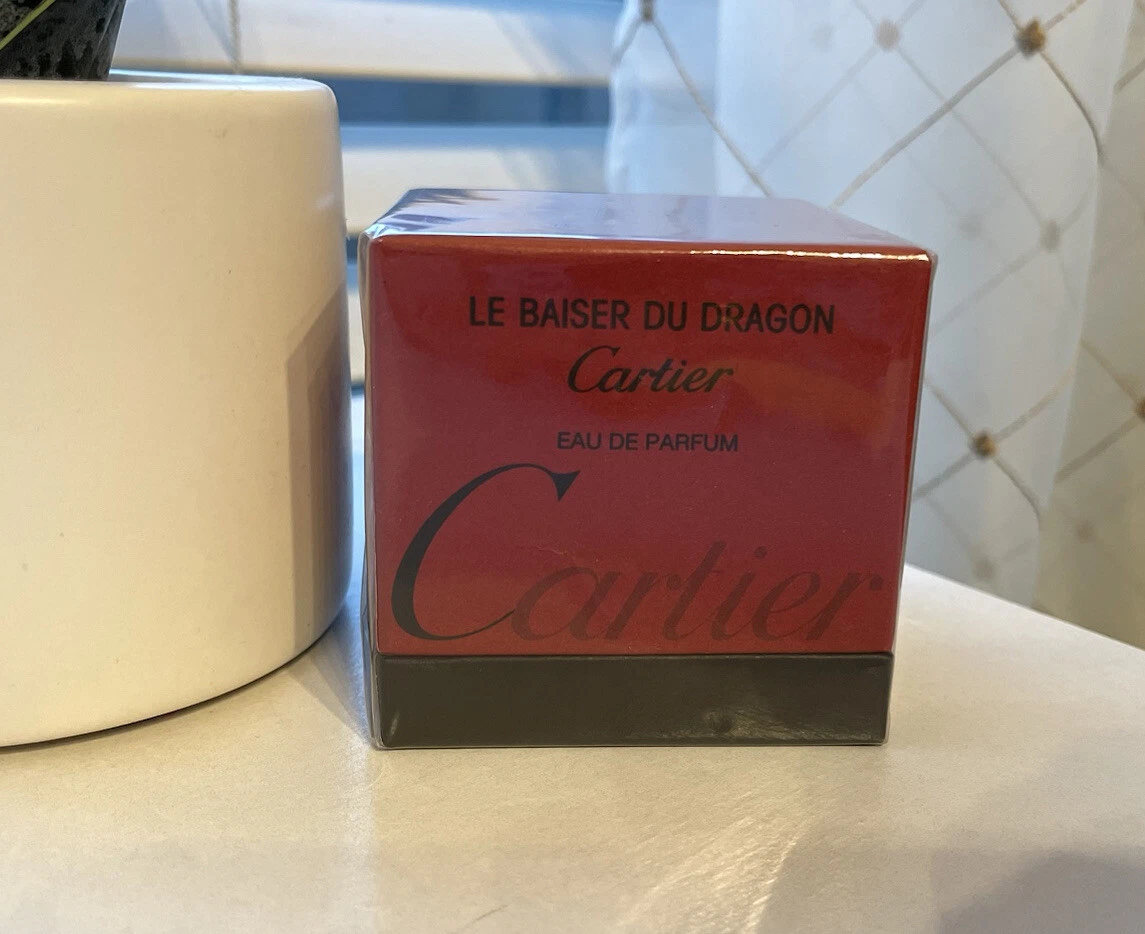 LE BAISER DU DRAGON
Cartier
EAU DE PARFUM
Cartier